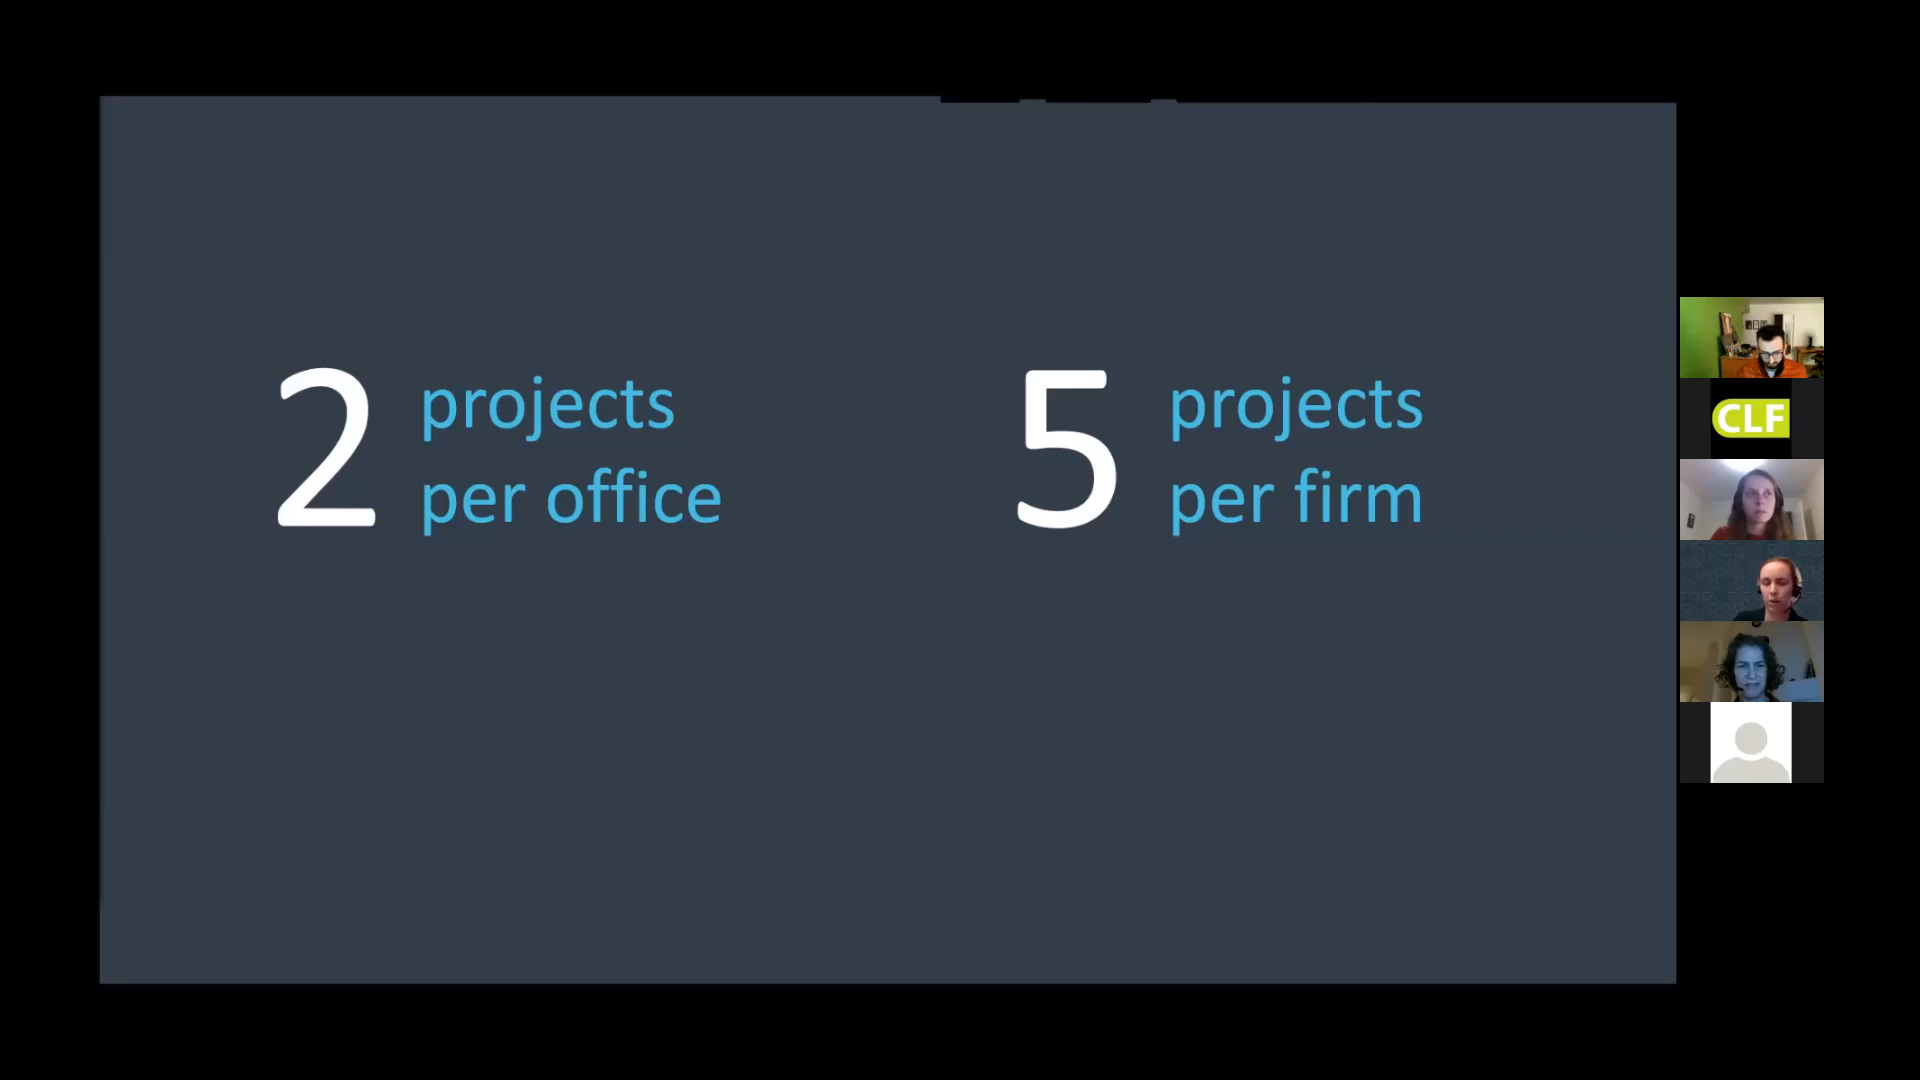 2 projects
per office
5 projects
per firm
CLF